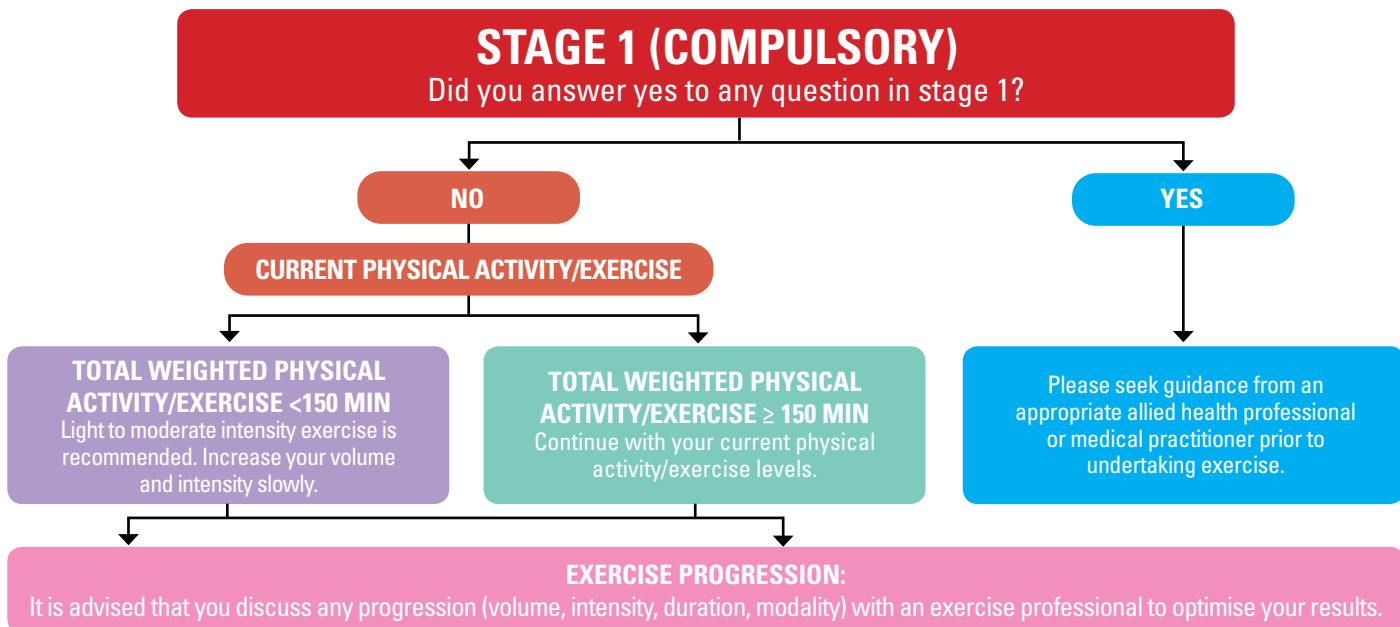 STAGE 1 (COMPULSORY)
Did you answer yes to any question in stage 1?
NO
YES
CURRENT PHYSICAL ACTIVITY/EXERCISE
TOTAL WEIGHTED PHYSICAL
ACTIVITY/EXERCISE <150 MIN
Light to moderate intensity exercise is
recommended. Increase your volume
and intensity slowly.
TOTAL WEIGHTED PHYSICAL
ACTIVITY/EXERCISE ≥ 150 MIN
Continue with your current physical
activity/exercise levels.
Please seek guidance from an
appropriate allied health professional
or medical practitioner prior to
undertaking exercise.
EXERCISE PROGRESSION:
It is advised that you discuss any progression (volume, intensity, duration, modality) with an exercise professional to optimise your results.